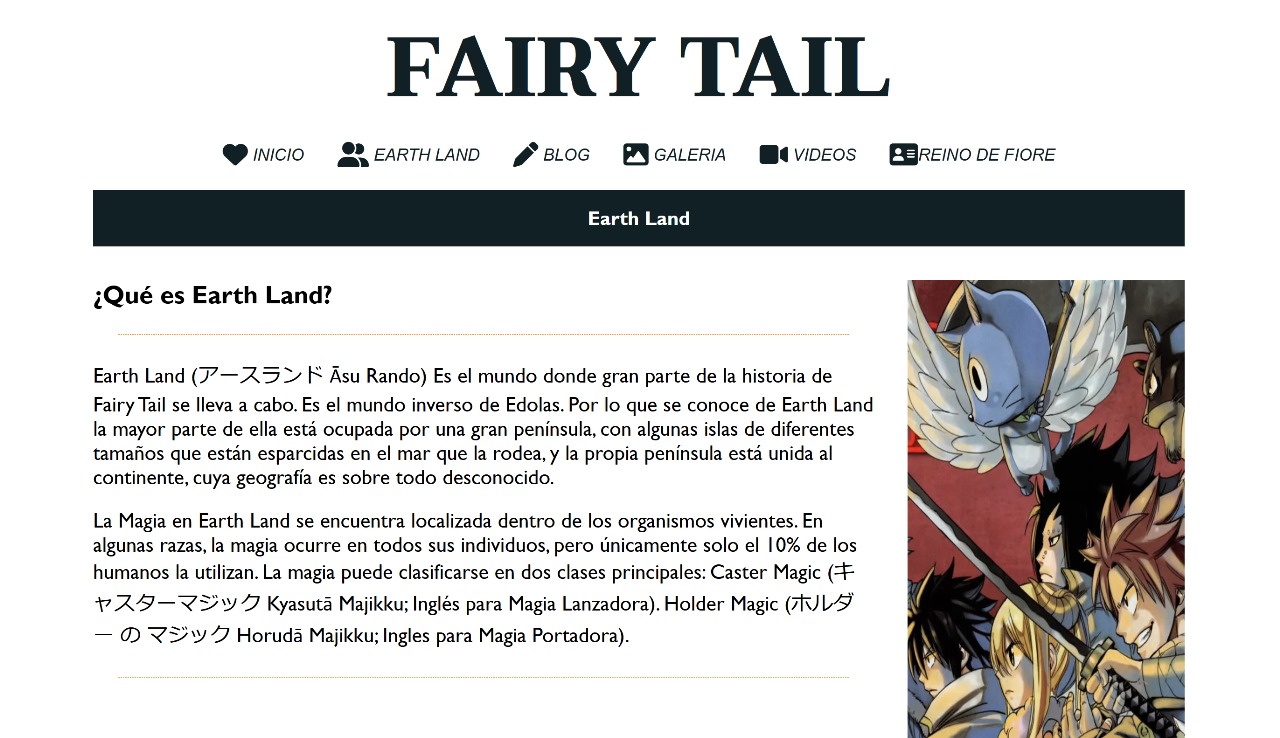 FAIRY TAIL
INICIO EARTH LAND BLOG GALERIA VIDEOS REINO DE FIORE
Earth Land
¿Qué es Earth Land?
Earth Land (アースランド Āsu Rando) Es el mundo donde gran parte de la historia de
Fairy Tail se lleva a cabo. Es el mundo inverso de Edolas. Por lo que se conoce de Earth Land
la mayor parte de ella está ocupada por una gran península, con algunas islas de diferentes
tamaños que están esparcidas en el mar que la rodea, y la propia península está unida al
continente, cuya geografía es sobre todo desconocido.
La Magia en Earth Land se encuentra localizada dentro de los organismos vivientes. En
algunas razas, la magia ocurre en todos sus individuos, pero únicamente solo el 10% de los
humanos la utilizan. La magia puede clasificarse en dos clases principales: Caster Magic (キ
ャスターマジック Kyasutā Majikku; Inglés para Magia Lanzadora). Holder Magic (ホルダ
ー の マジック Horudā Majikku; Ingles para Magia Portadora).